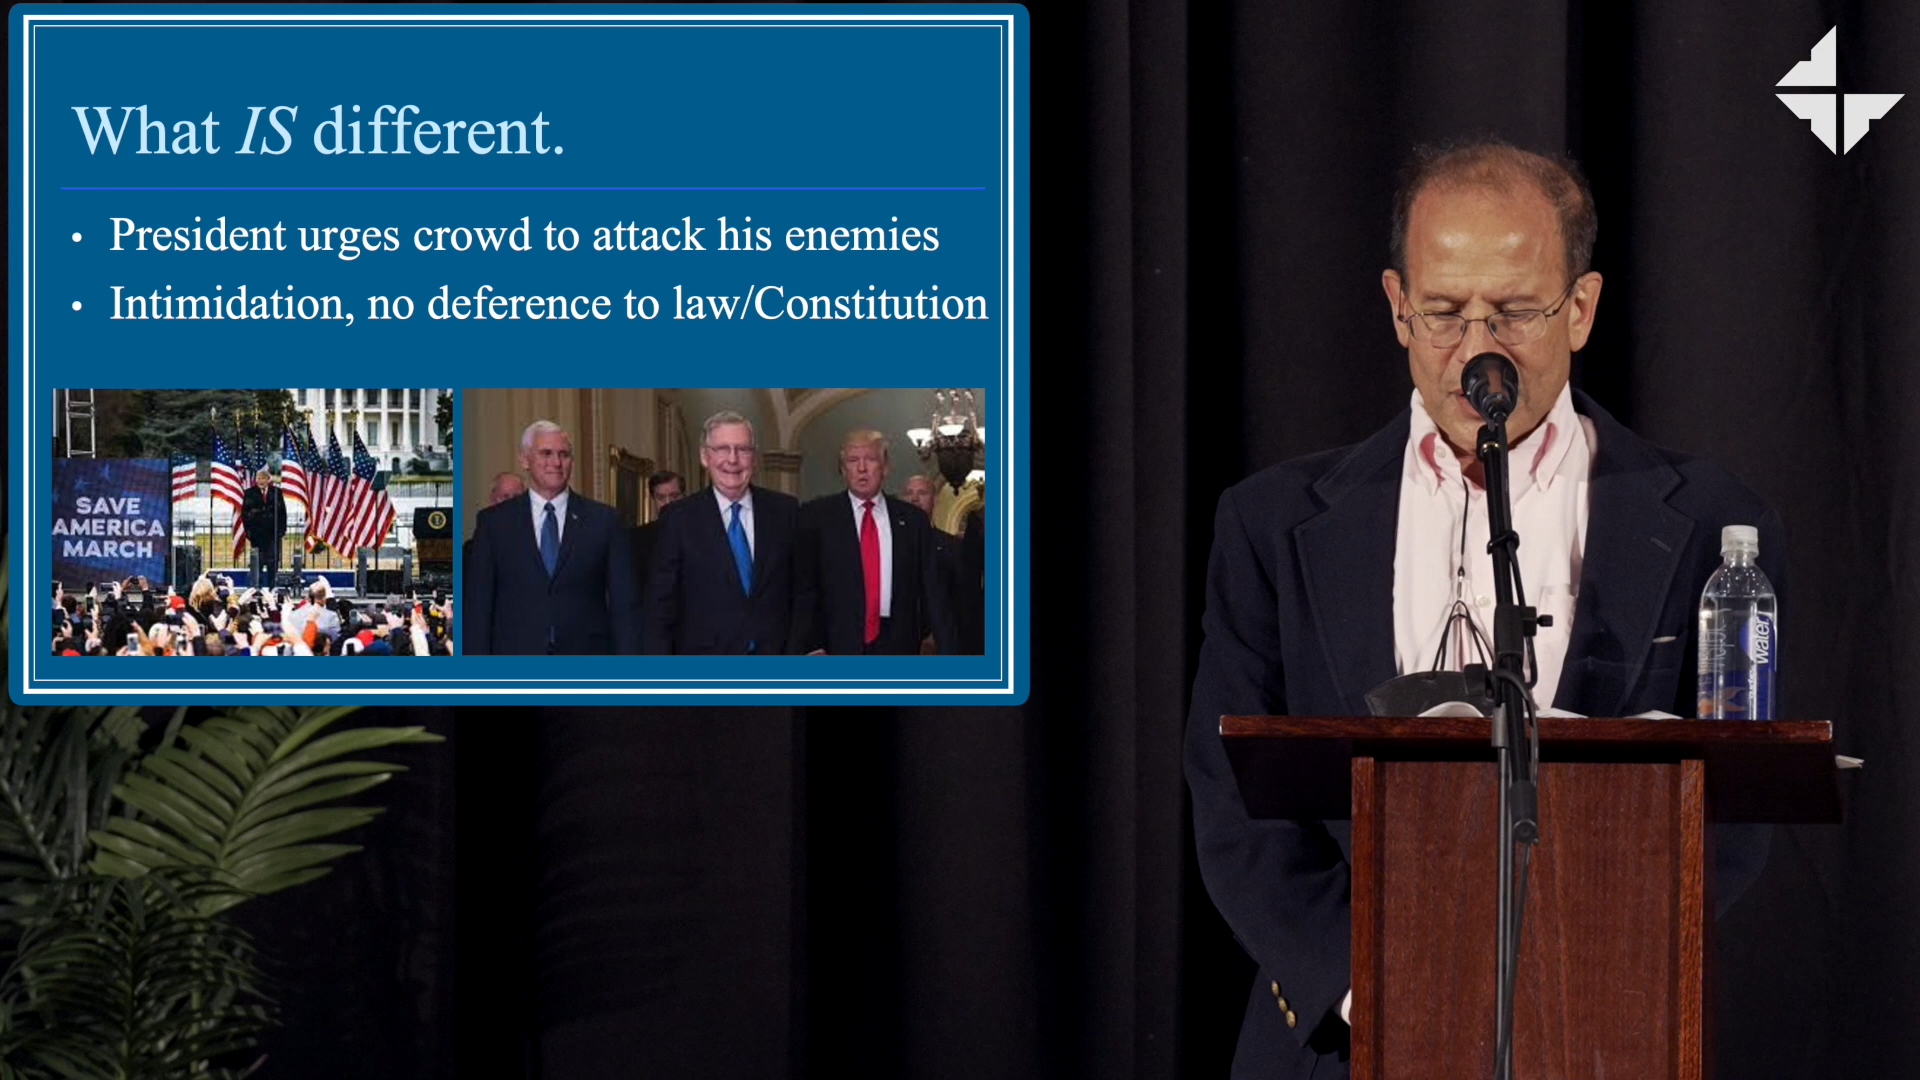 What IS different.
• President urges crowd to attack his enemies
• Intimidation, no deference to law/Constitution
SAVE
AMERICA
MARCH
water